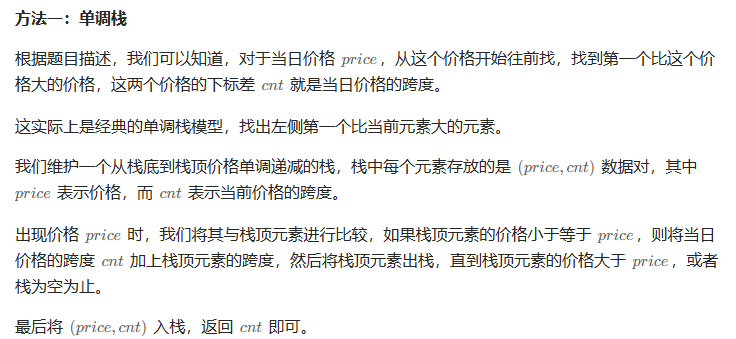 方法一：单调栈
根据题目描述，我们可以知道，对于当日价格 price，从这个价格开始往前找，找到第一个比这个价
格大的价格，这两个价格的下标差 cnt 就是当日价格的跨度。
这实际上是经典的单调栈模型，找出左侧第一个比当前元素大的元素。
我们维护一个从栈底到栈顶价格单调递减的栈，栈中每个元素存放的是 (price, cnt) 数据对，其中
price 表示价格，而 cnt 表示当前价格的跨度。
出现价格 price 时，我们将其与栈顶元素进行比较，如果栈顶元素的价格小于等于 price，则将当日
价格的跨度 cnt 加上栈顶元素的跨度，然后将栈顶元素出栈，直到栈顶元素的价格大于 price，或者
栈为空为止。
最后将 (price, cnt) 入栈，返回 cnt 即可。